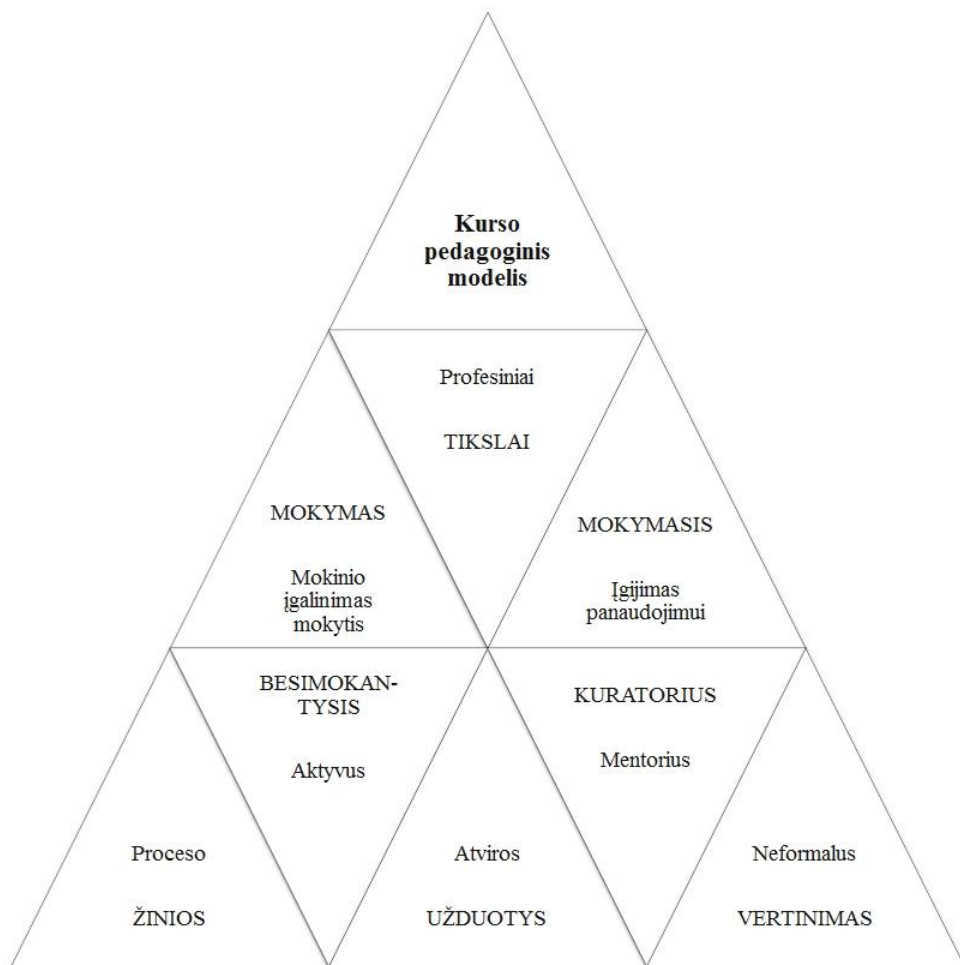 Kurso
pedagoginis
modelis
Profesiniai
TIKSLAI
MOKYMAS
Mokinio
įgalinimas
mokytis
MOKYMASIS
Įgijimas
panaudojimui
BESIMOKAN-
TYSIS
Aktyvus
KURATORIUS
Mentorius
Proceso
ŽINIOS
Atviros
UŽDUOTYS
Neformalus
VERTINIMAS